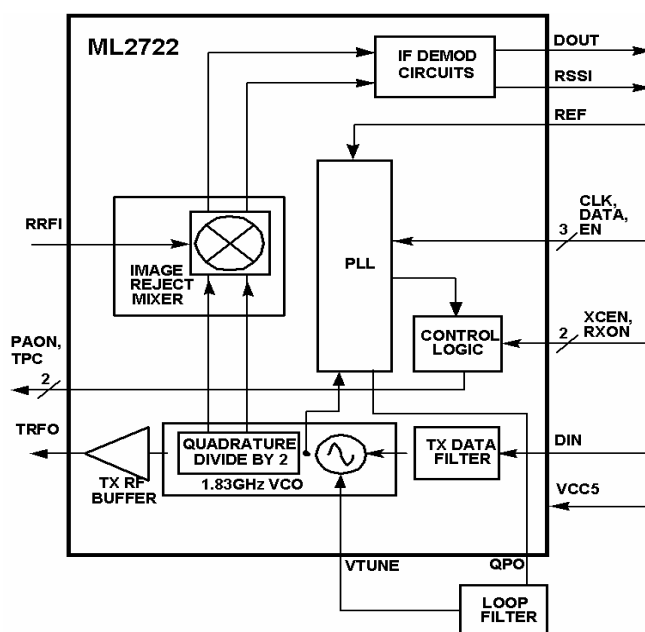 ML2722
IF DEMOD
CIRCUITS
DOUT
RSSI
REF
RRFI
IMAGE
REJECT
MIXER
PLL
CLK,
DATA,
EN
3
PAON,
TPC
2
CONTROL
LOGIC
XCEN,
RXON
2
TRFO
TX RF
BUFFER
QUADRATURE
DIVIDE BY 2
1.83GHz VCO
TX DATA
FILTER
DIN
VCC5
VTUNE
QPO
LOOP
FILTER